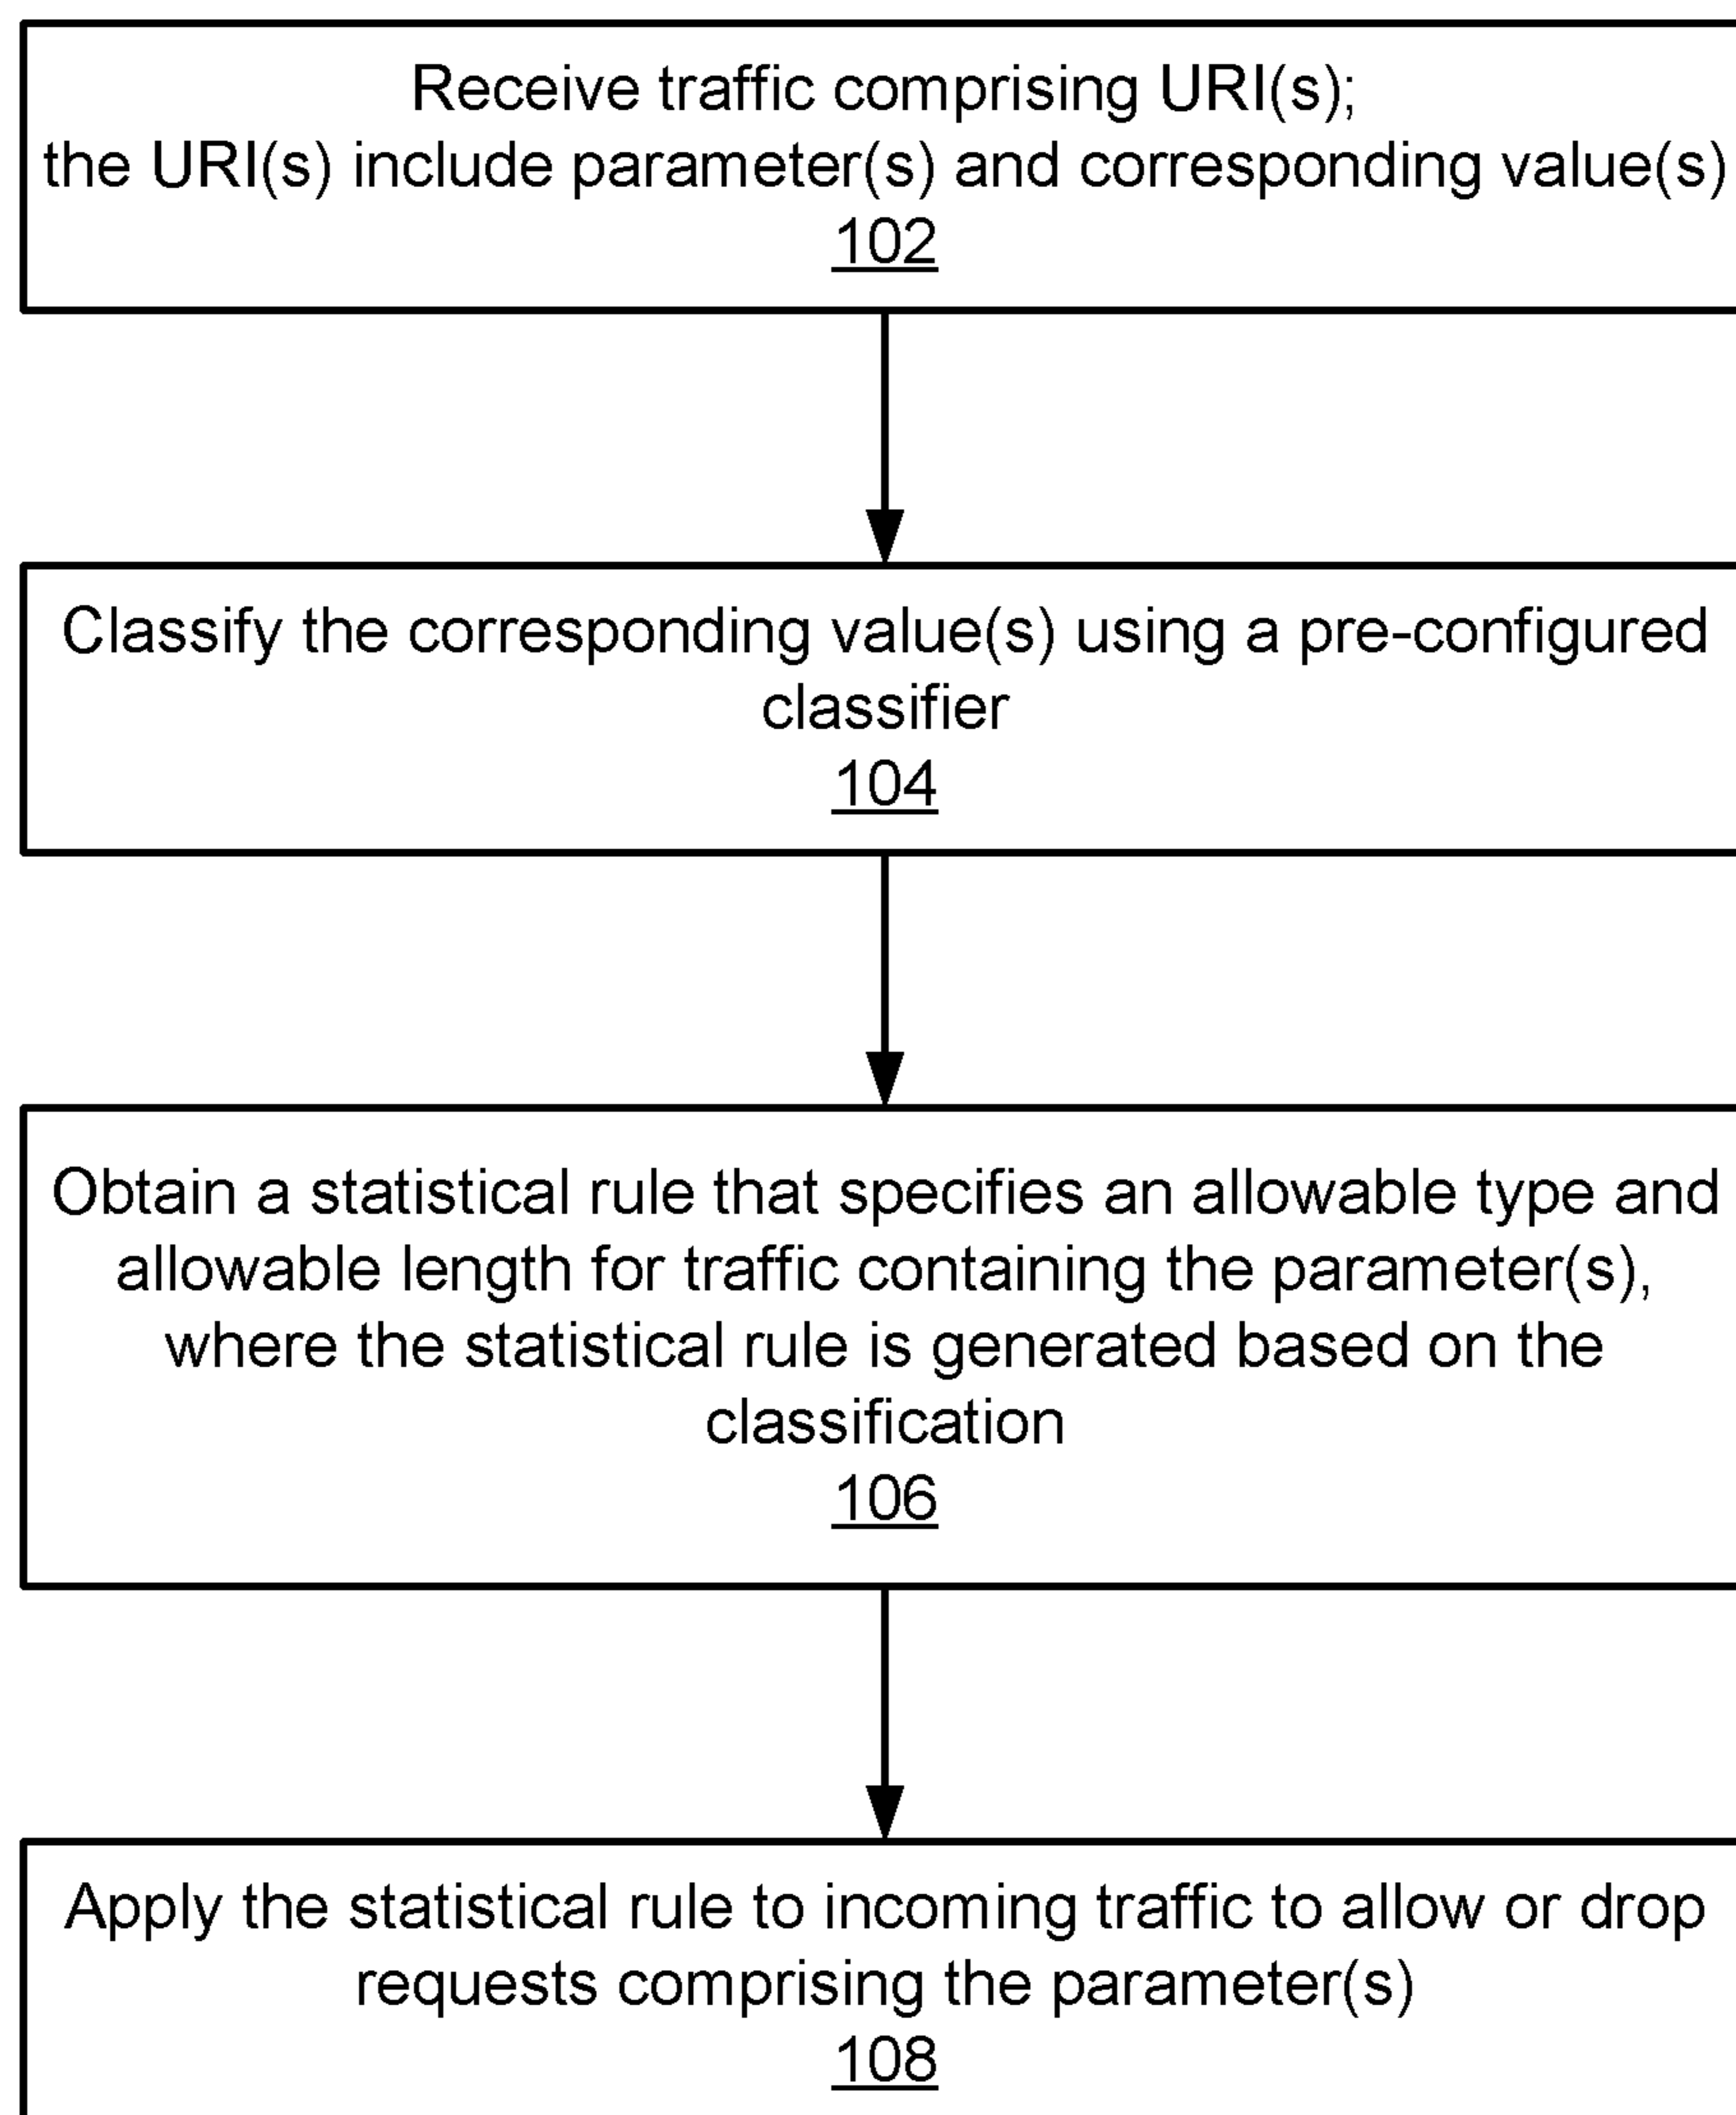 Receive traffic comprising URI(s);
the URI(s) include parameter(s) and corresponding value(s)
102
Classify the corresponding value(s) using a pre-configured
classifier
104
Obtain a statistical rule that specifies an allowable type and
allowable length for traffic containing the parameter(s),
where the statistical rule is generated based on the
classification
106
Apply the statistical rule to incoming traffic to allow or drop
requests comprising the parameter(s)
108